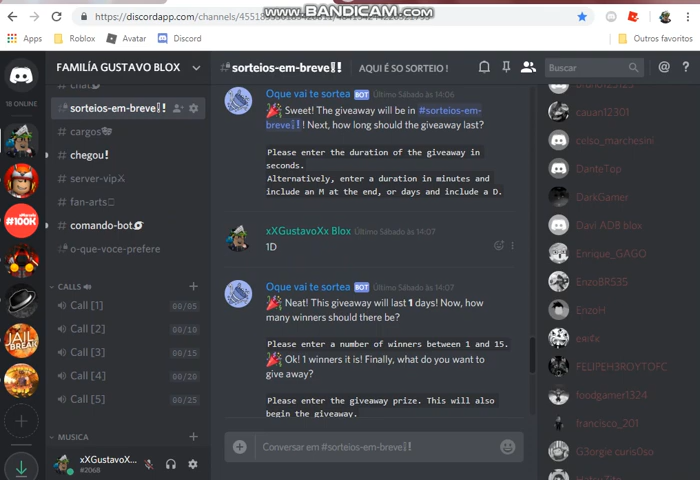 www.BANDICAM.com
Apps Roblox Avatar Discord Outros favoritos
FAMÍLÍA GUSTAVO BLOX
#sorteios-em-breve!! AQUI É SO SORTEIO !
Buscar
18 ONLINE
#100K
JAIL BREAK
chat
sorteios-em-breve!!
cargos
chegou!
server-vip
fan-arts
comando-bot
o-que-voce-prefere
CALLS
Call [1] 00/05
Call [2] 00/10
Call [3] 00/15
Call [4] 00/20
Call [5] 00/25
MUSICA
xXGustavoX...
#2068
Oque vai te sortea BOT Último Sábado às 14:06
Sweet! The giveaway will be in #sorteios-em-
breve!! ! Next, how long should the giveaway last?
Please enter the duration of the giveaway in
seconds.
Alternatively, enter a duration in minutes and
include an M at the end, or days and include a D.
xXGustavoXx Blox Último Sábado às 14:07
1D
Oque vai te sortea BOT Último Sábado às 14:07
Neat! This giveaway will last 1 days! Now, how
many winners should there be?
Please enter a number of winners between 1 and 15.
Ok! 1 winners it is! Finally, what do you want to
give away?
Please enter the giveaway prize. This will also
begin the giveaway.
Conversar em #sorteios-em-breve!!
cauan12301
celso_marchesini
DanteTop
DarkGamer
Davi ADB blox
Enrique_GAGO
EnzoBR535
EnzoH
FELIPEH3ROYTOFC
foodgamer1324
francisco_201
G3orgie curs0so